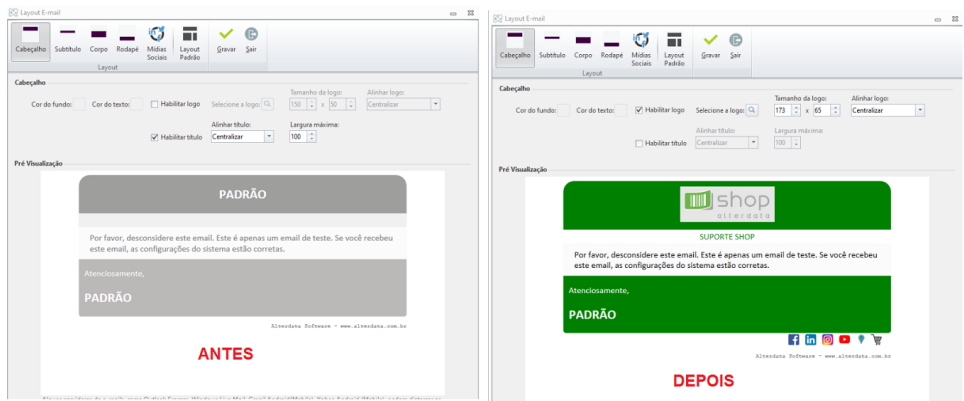 Layout E-mail
Cabeçalho Subtítulo Corpo Rodapé Mídias Sociais Layout Padrão Gravar Sair
Layout
Cabeçalho
Tamanho da logo: Alinhar logo:
Cor do fundo: Cor do texto: Habilitar logo Selecione a logo: 150 x 50 Centralizar
Alinhar título: Largura máxima:
Habilitar título Centralizar 100
Pré Visualização
PADRÃO
Por favor, desconsidere este email. Este é apenas um email de teste. Se você recebeu
este email, as configurações do sistema estão corretas.
Atenciosamente,
PADRÃO
Alterdata Software - www.alterdata.com.br
ANTES
Layout E-mail
Cabeçalho Subtítulo Corpo Rodapé Mídias Sociais Layout Padrão Gravar Sair
Layout
Cabeçalho
Tamanho da logo: Alinhar logo:
Cor do fundo: Cor do texto: Habilitar logo Selecione a logo: 173 x 65 Centralizar
Alinhar título: Largura máxima:
Habilitar título Centralizar 100
Pré Visualização
shop
alterdata
SUPORTE SHOP
Por favor, desconsidere este email. Este é apenas um email de teste. Se você recebeu
este email, as configurações do sistema estão corretas.
Atenciosamente,
PADRÃO
Alterdata Software - www.alterdata.com.br
DEPOIS